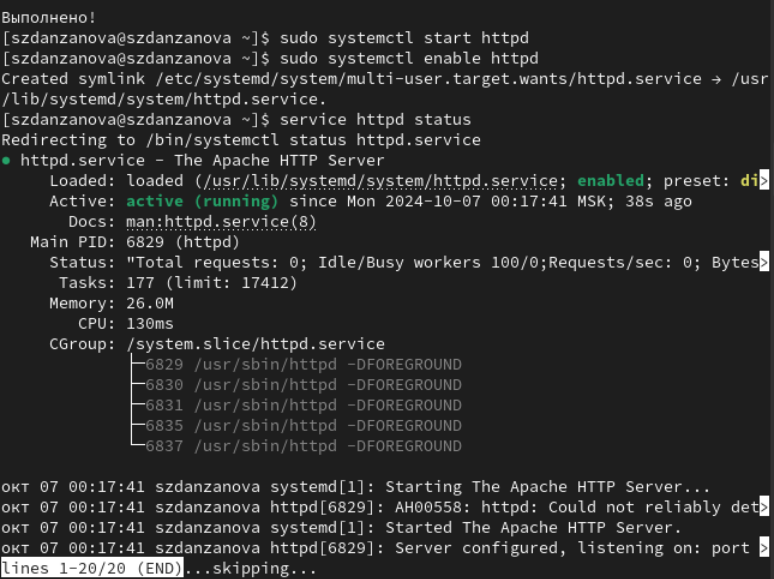 Выполнено!
[szdanzanova@szdanzanova ~]$ sudo systemctl start httpd
[szdanzanova@szdanzanova ~]$ sudo systemctl enable httpd
Created symlink /etc/systemd/system/multi-user.target.wants/httpd.service → /usr
/lib/systemd/system/httpd.service.
[szdanzanova@szdanzanova ~]$ service httpd status
Redirecting to /bin/systemctl status httpd.service
● httpd.service - The Apache HTTP Server
     Loaded: loaded (/usr/lib/systemd/system/httpd.service; enabled; preset: di>
     Active: active (running) since Mon 2024-10-07 00:17:41 MSK; 38s ago
       Docs: man:httpd.service(8)
   Main PID: 6829 (httpd)
     Status: "Total requests: 0; Idle/Busy workers 100/0;Requests/sec: 0; Bytes>
      Tasks: 177 (limit: 17412)
     Memory: 26.0M
        CPU: 130ms
     CGroup: /system.slice/httpd.service
             ├─6829 /usr/sbin/httpd -DFOREGROUND
             ├─6830 /usr/sbin/httpd -DFOREGROUND
             ├─6831 /usr/sbin/httpd -DFOREGROUND
             ├─6835 /usr/sbin/httpd -DFOREGROUND
             └─6837 /usr/sbin/httpd -DFOREGROUND
окт 07 00:17:41 szdanzanova systemd[1]: Starting The Apache HTTP Server...
окт 07 00:17:41 szdanzanova httpd[6829]: AH00558: httpd: Could not reliably det>
окт 07 00:17:41 szdanzanova systemd[1]: Started The Apache HTTP Server.
окт 07 00:17:41 szdanzanova httpd[6829]: Server configured, listening on: port >
lines 1-20/20 (END)...skipping...